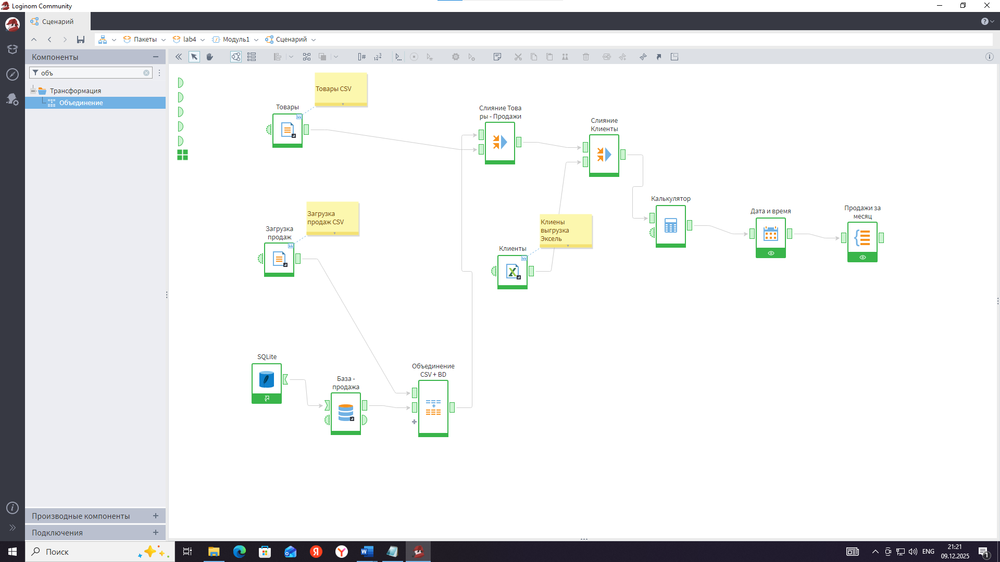 Loginom Community
Сценарий
Пакеты
lab4
Модуль1
Сценарий
Компоненты
объ
Трансформация
Объединение
Товары CSV
Товары
Слияние Това
ры - Продажи
Слияние
Клиенты
Загрузка
продаж CSV
Загрузка
продаж
Клиены
выгрузка
Эксель
Клиенты
Калькулятор
Дата и время
Продажи за
месяц
SQLite
База -
продажа
Объединение
CSV + BD
Производные компоненты
Подключения
Поиск
ENG
21:21
09.12.2025
1